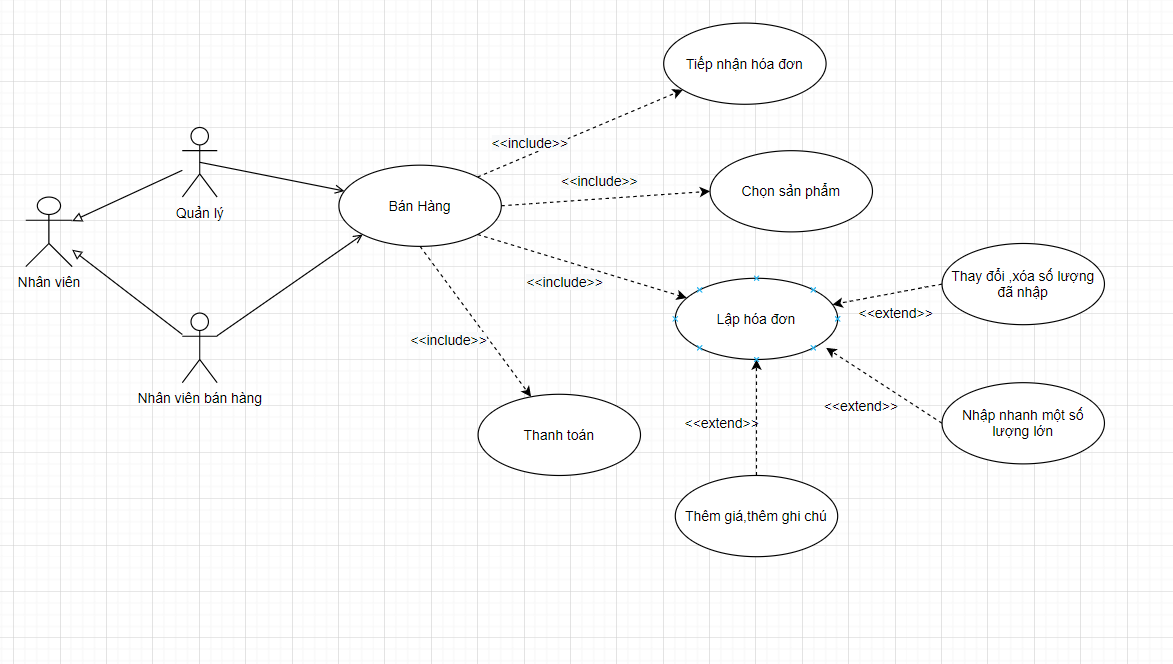 Tiếp nhận hóa đơn
<<include>>
<<include>>
Chọn sản phẩm
Quản lý
Bán Hàng
Nhân viên
<<include>>
Thay đổi ,xóa số lượng
đã nhập
<<extend>>
Lập hóa đơn
<<include>>
Nhân viên bán hàng
<<extend>>
Nhập nhanh một số
lượng lớn
<<extend>>
Thanh toán
Thêm giá,thêm ghi chú